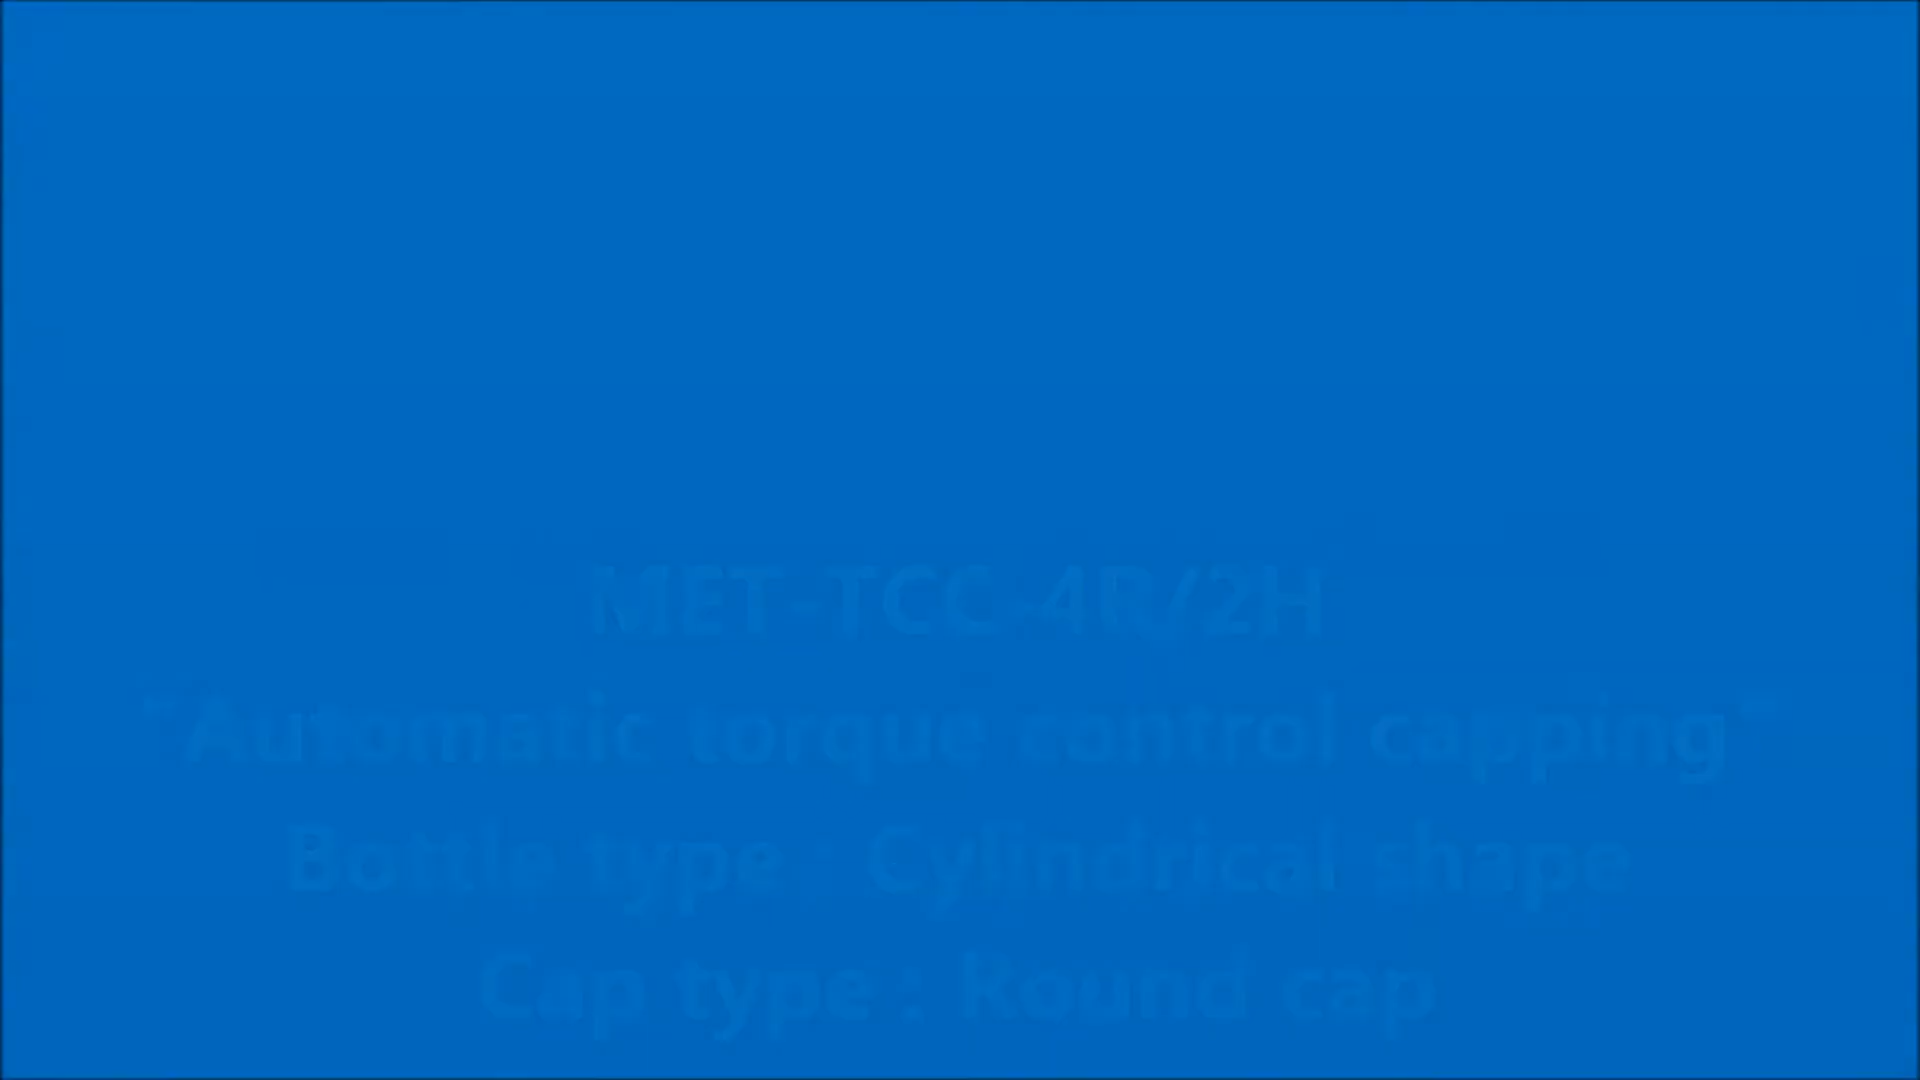 MET-TCC-4R/2H
"Automatic torque control capping"
Bottle type : Cylindrical shape
Cap type : Round cap